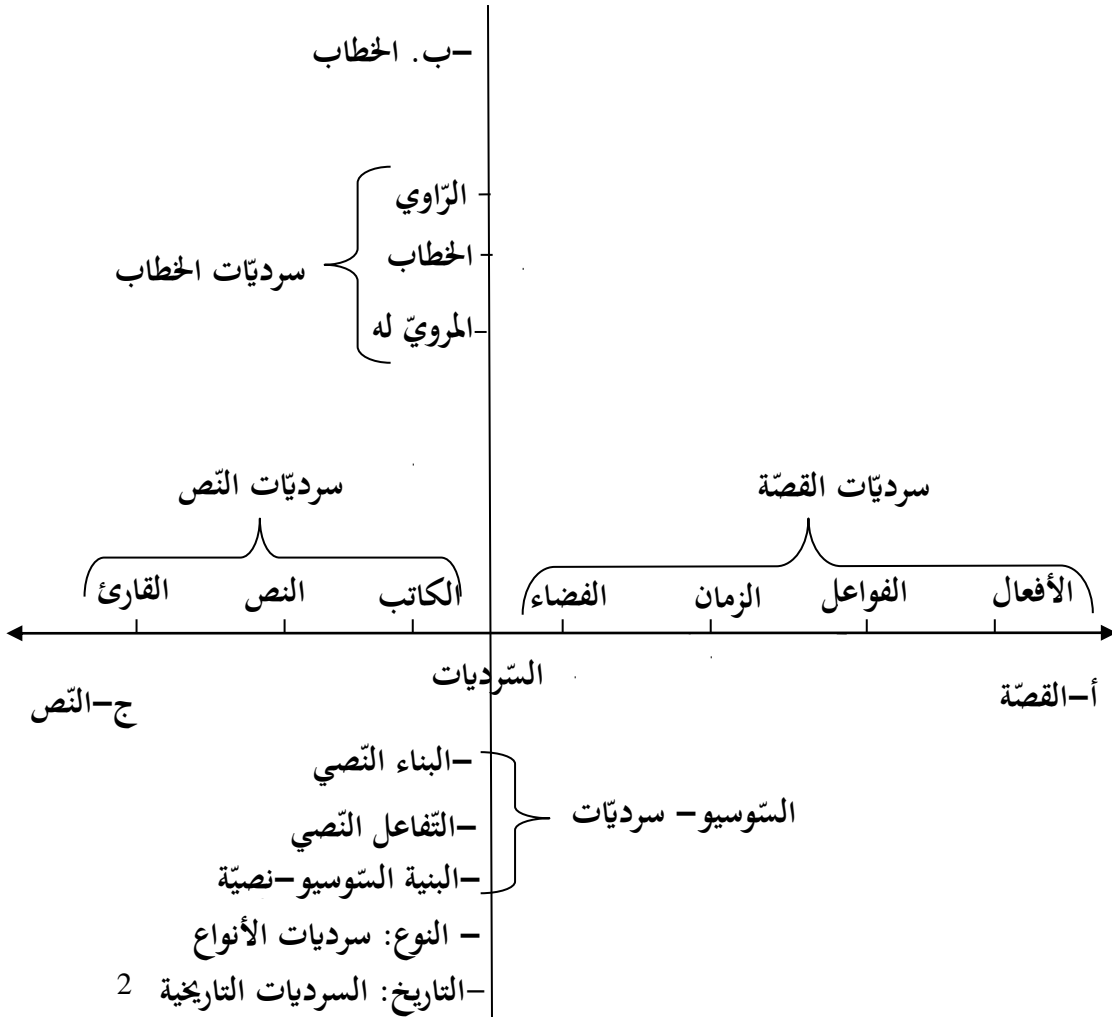 –ب. الخطاب
الرّاوي
الخطاب
سرديّات الخطاب
المرويّ له
سرديّات القصّة
سرديّات النّص
الأفعال الفواعل الزمان الفضاء
الكاتب النص القارئ
السّرديات
أ–القصّة
ج–النّص
–البناء النّصي
السّوسيو– سرديّات
–التّفاعل النّصي
–البنية السّوسيو–نصيّة
– النوع: سرديات الأنواع
–التاريخ: السرديات التاريخية 2